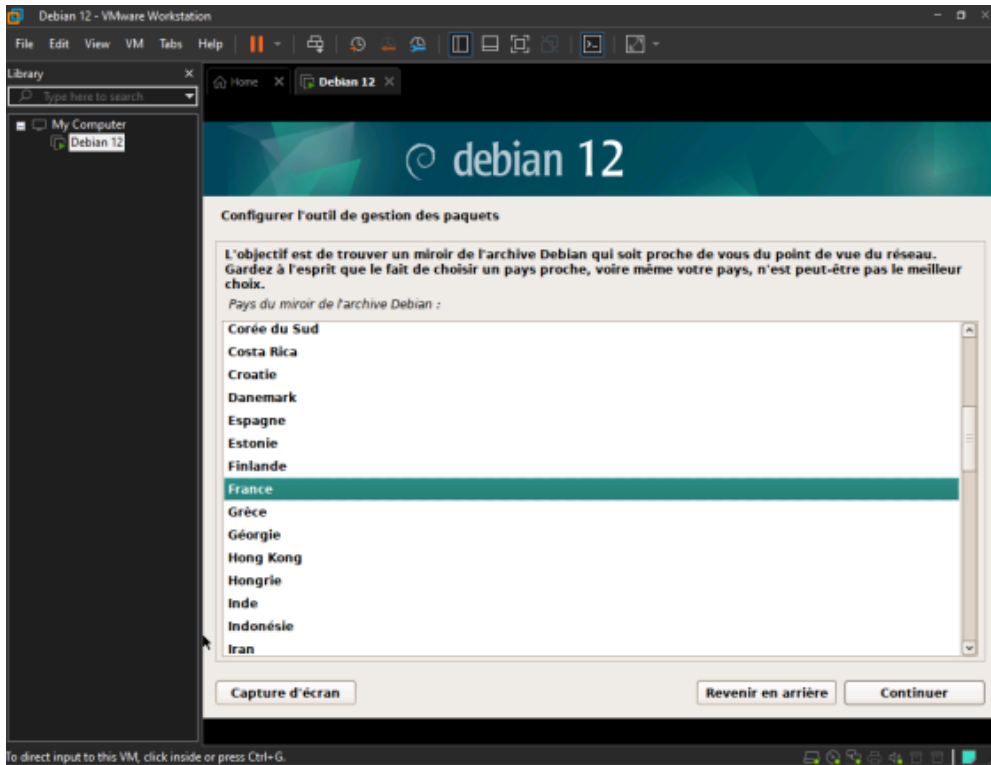 Debian 12 - VMware Workstation
File Edit View VM Tabs Help
Library
Type here to search
Home
Debian 12
My Computer
Debian 12
debian 12
Configurer l'outil de gestion des paquets
L'objectif est de trouver un miroir de l'archive Debian qui soit proche de vous du point de vue du réseau.
Gardez à l'esprit que le fait de choisir un pays proche, voire même votre pays, n'est peut-être pas le meilleur
choix.
Pays du miroir de l'archive Debian :
Corée du Sud
Costa Rica
Croatie
Danemark
Espagne
Estonie
Finlande
France
Grèce
Géorgie
Hong Kong
Hongrie
Inde
Indonésie
Iran
Capture d'écran
Revenir en arrière
Continuer
To direct input to this VM, click inside or press Ctrl+G.